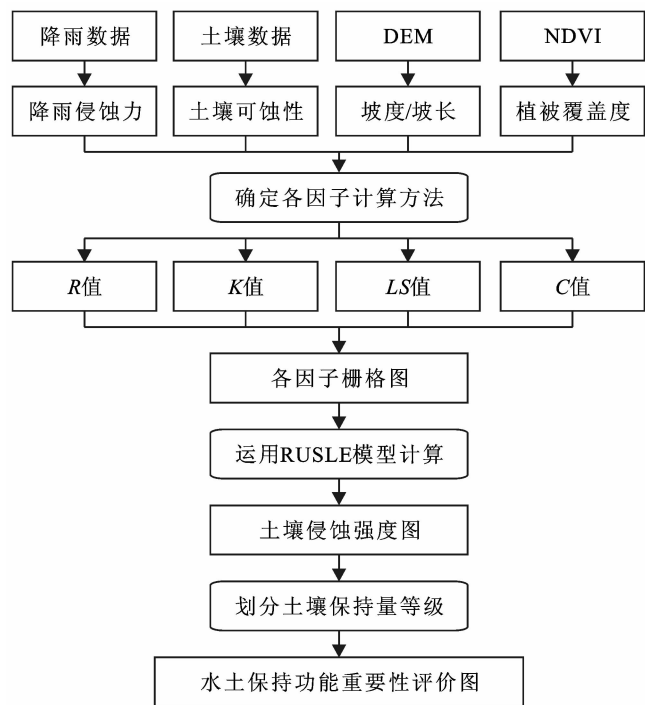 降雨数据
土壤数据
DEM
NDVI
降雨侵蚀力
土壤可蚀性
坡度/坡长
植被覆盖度
确定各因子计算方法
R值
K值
LS值
C值
各因子栅格图
运用RUSLE模型计算
土壤侵蚀强度图
划分土壤保持量等级
水土保持功能重要性评价图